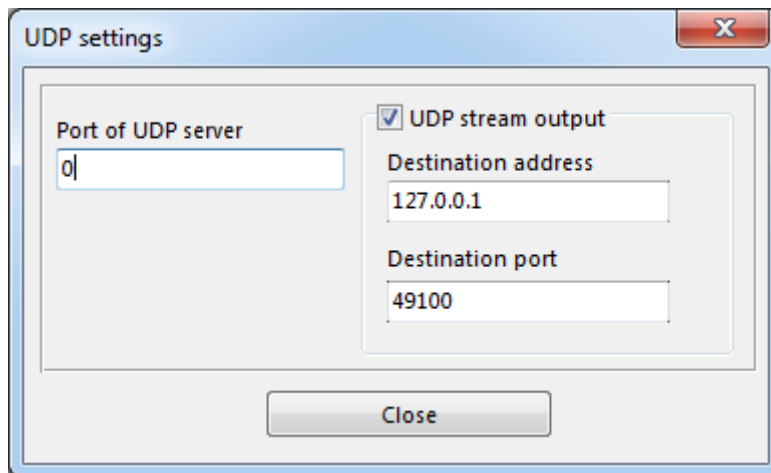 UDP settings
Port of UDP server
0
UDP stream output
Destination address
127.0.0.1
Destination port
49100
Close